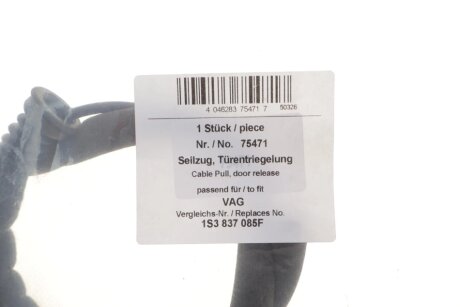 4 046283 75471 7 50326
1 Stück / piece
Nr. / No. 75471
Seilzug, Türentriegelung
Cable Pull, door release
passend für / to fit
VAG
Vergleichs-Nr. / Replaces No.
1S3 837 085F